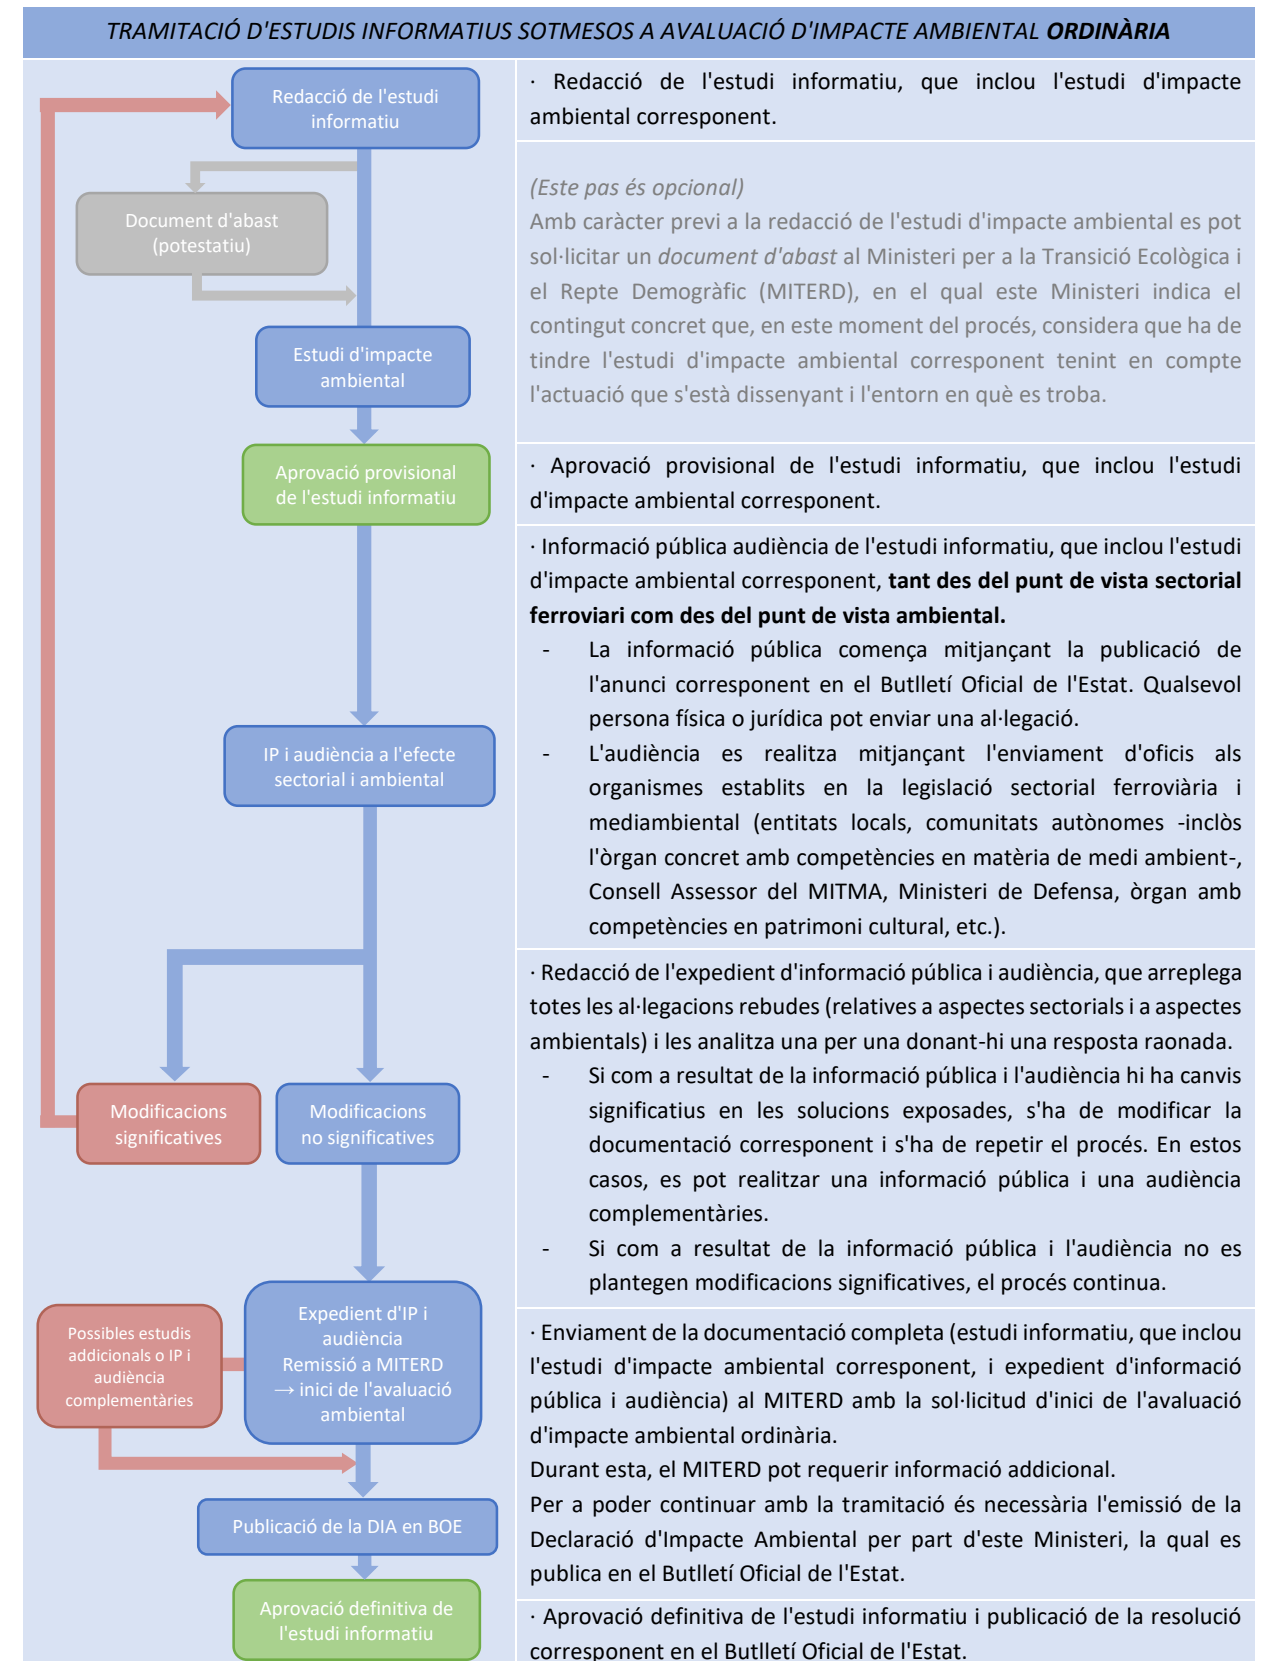 TRAMITACIÓ D'ESTUDIS INFORMATIUS SOTMESOS A AVALUACIÓ D'IMPACTE AMBIENTAL ORDINÀRIA
Redacció de l'estudi
informatiu
Document d'abast
(potestatiu)
Estudi d'impacte
ambiental
Aprovació provisional
de l'estudi informatiu
IP i audiència a l'efecte
sectorial i ambiental
Modificacions
significatives
Modificacions
no significatives
Expedient d'IP i
audiència
Remissió a MITERD
→ inici de l'avaluació
ambiental
Possibles estudis
addicionals o IP i
audiència
complementàries
Publicació de la DIA en BOE
Aprovació definitiva de
l'estudi informatiu
· Redacció de l'estudi informatiu, que inclou l'estudi d'impacte
ambiental corresponent.
(Este pas és opcional)
Amb caràcter previ a la redacció de l'estudi d'impacte ambiental es pot
sol·licitar un document d'abast al Ministeri per a la Transició Ecològica i
el Repte Demogràfic (MITERD), en el qual este Ministeri indica el
contingut concret que, en este moment del procés, considera que ha de
tindre l'estudi d'impacte ambiental corresponent tenint en compte
l'actuació que s'està dissenyant i l'entorn en què es troba.
· Aprovació provisional de l'estudi informatiu, que inclou l'estudi
d'impacte ambiental corresponent.
· Informació pública audiència de l'estudi informatiu, que inclou l'estudi
d'impacte ambiental corresponent, tant des del punt de vista sectorial
ferroviari com des del punt de vista ambiental.
- La informació pública comença mitjançant la publicació de
l'anunci corresponent en el Butlletí Oficial de l'Estat. Qualsevol
persona física o jurídica pot enviar una al·legació.
- L'audiència es realitza mitjançant l'enviament d'oficis als
organismes establits en la legislació sectorial ferroviària i
mediambiental (entitats locals, comunitats autònomes -inclòs
l'òrgan concret amb competències en matèria de medi ambient-,
Consell Assessor del MITMA, Ministeri de Defensa, òrgan amb
competències en patrimoni cultural, etc.).
· Redacció de l'expedient d'informació pública i audiència, que arreplega
totes les al·legacions rebudes (relatives a aspectes sectorials i a aspectes
ambientals) i les analitza una per una donant-hi una resposta raonada.
- Si com a resultat de la informació pública i l'audiència hi ha canvis
significatius en les solucions exposades, s'ha de modificar la
documentació corresponent i s'ha de repetir el procés. En estos
casos, es pot realitzar una informació pública i una audiència
complementàries.
- Si com a resultat de la informació pública i l'audiència no es
plantegen modificacions significatives, el procés continua.
· Enviament de la documentació completa (estudi informatiu, que inclou
l'estudi d'impacte ambiental corresponent, i expedient d'informació
pública i audiència) al MITERD amb la sol·licitud d'inici de l'avaluació
d'impacte ambiental ordinària.
Durant esta, el MITERD pot requerir informació addicional.
Per a poder continuar amb la tramitació és necessària l'emissió de la
Declaració d'Impacte Ambiental per part d'este Ministeri, la qual es
publica en el Butlletí Oficial de l'Estat.
· Aprovació definitiva de l'estudi informatiu i publicació de la resolució
corresponent en el Butlletí Oficial de l'Estat.